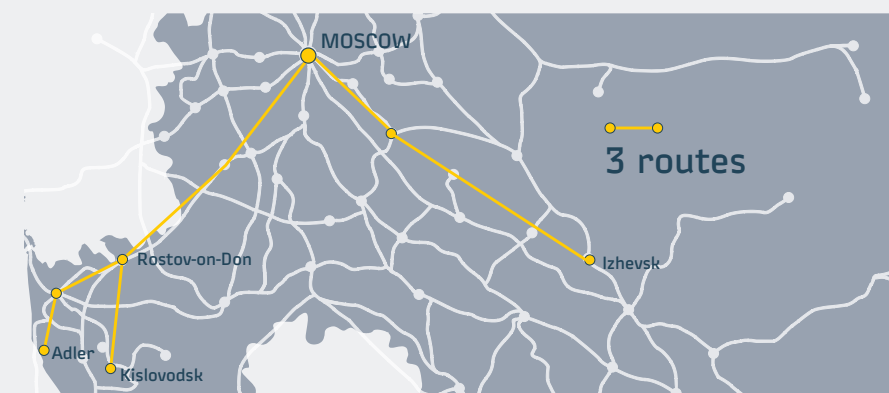 MOSCOW
3 routes
Rostov-on-Don
Izhevsk
Adler
Kislovodsk